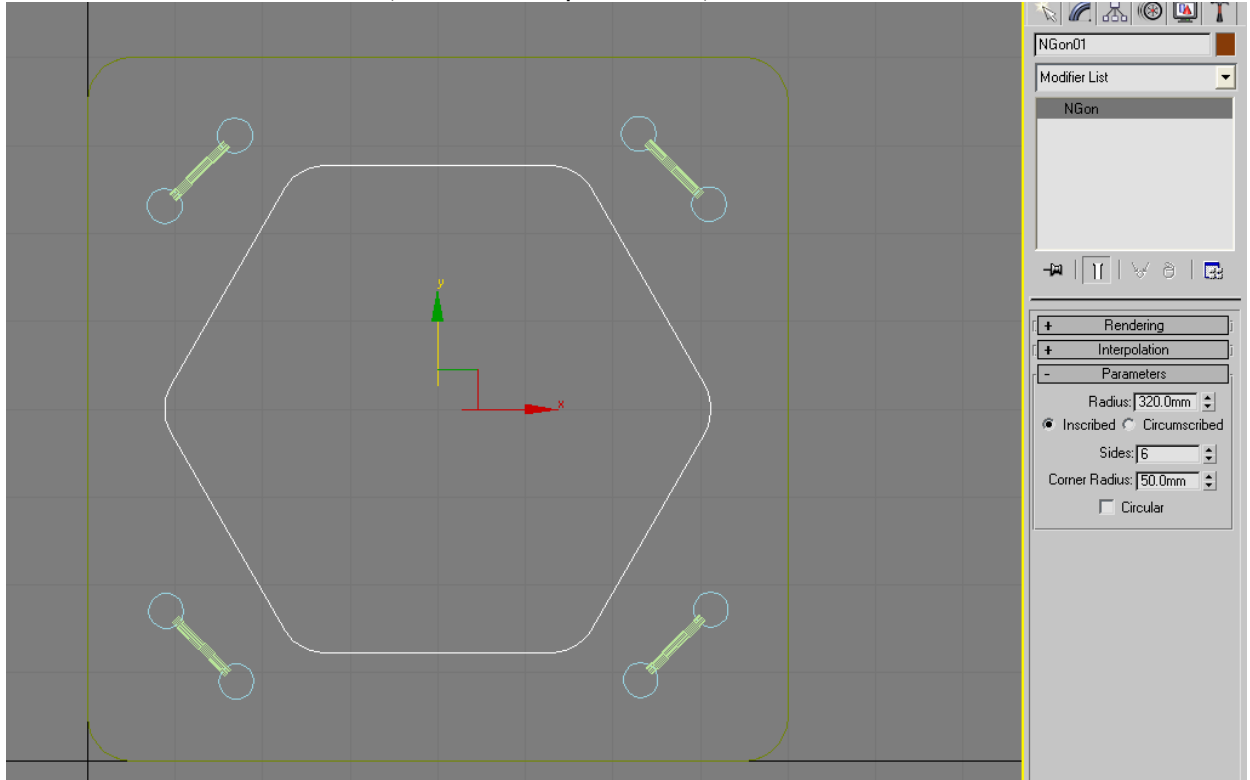 NGon01
Modifier List
NGon
y
x
+ Rendering
+ Interpolation
- Parameters
Radius: 320.0mm
Inscribed Circumscribed
Sides: 6
Corner Radius: 50.0mm
Circular